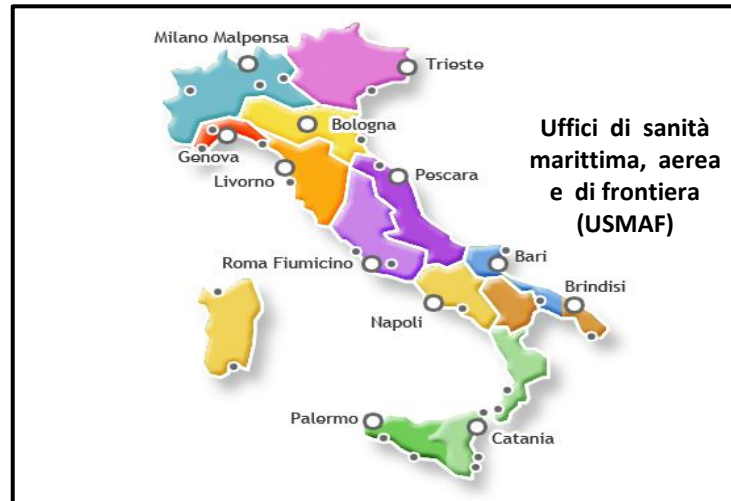 Milano Malpensa
Trieste
Bologna
Genova
Livorno
Pescara
Uffici di sanità
marittima, aerea
e di frontiera
(USMAF)
Roma Fiumicino
Bari
Brindisi
Napoli
Palermo
Catania